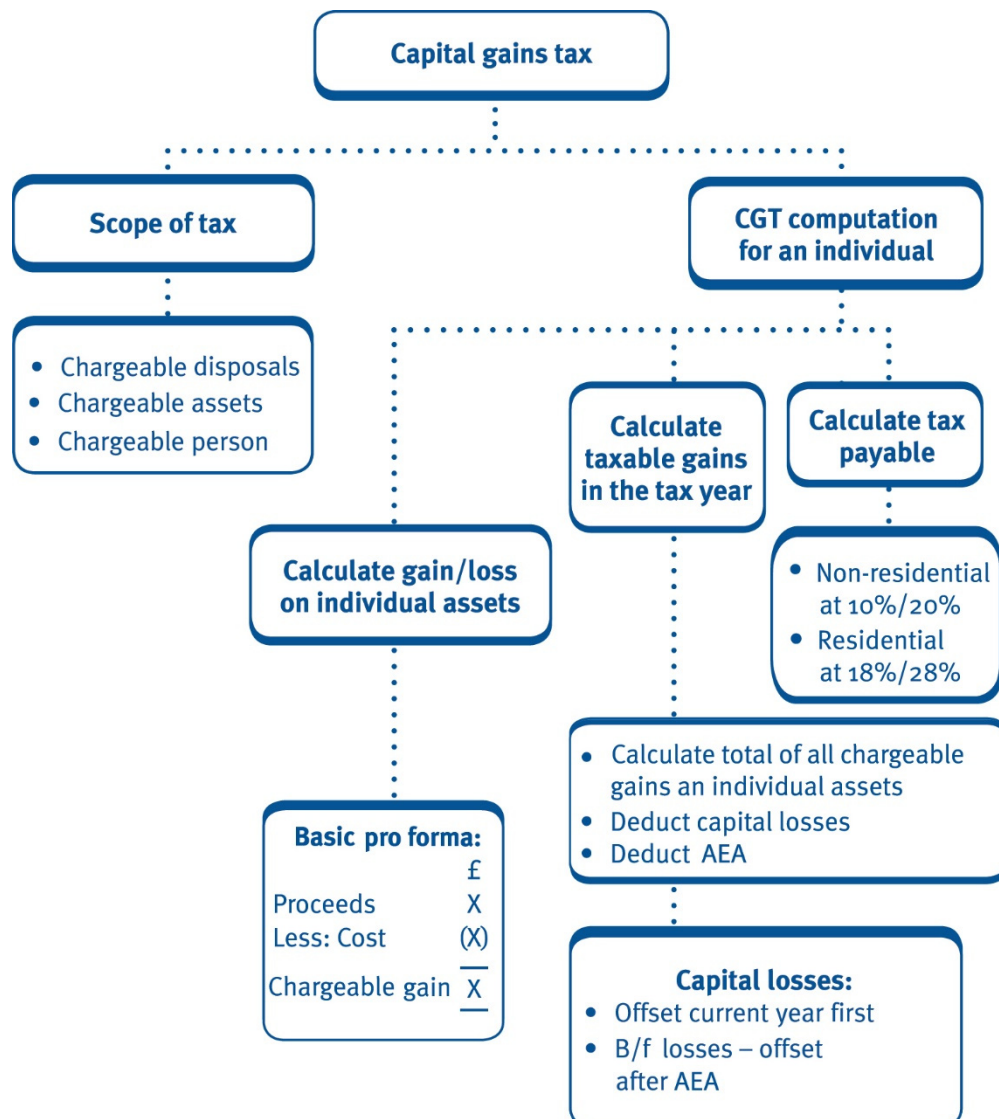 Capital gains tax
Scope of tax
• Chargeable disposals
• Chargeable assets
• Chargeable person
CGT computation
for an individual
Calculate gain/loss
on individual assets
Basic pro forma:
£
Proceeds X
Less: Cost (X)
Chargeable gain X
Calculate
taxable gains
in the tax year
• Calculate total of all chargeable
gains an individual assets
• Deduct capital losses
• Deduct AEA
Capital losses:
• Offset current year first
• B/f losses – offset
after AEA
Calculate tax
payable
• Non-residential
at 10%/20%
• Residential
at 18%/28%